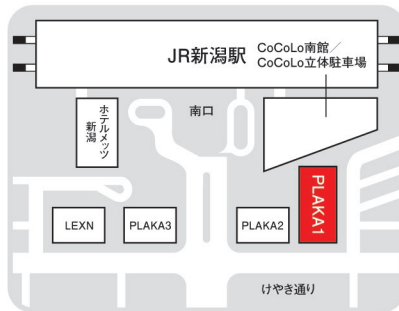 JR新潟駅
CoCoLo南館／
CoCoLo立体駐車場
ホテルメッツ
新潟
南口
PLAKA1
LEXN
PLAKA3
PLAKA2
けやき通り